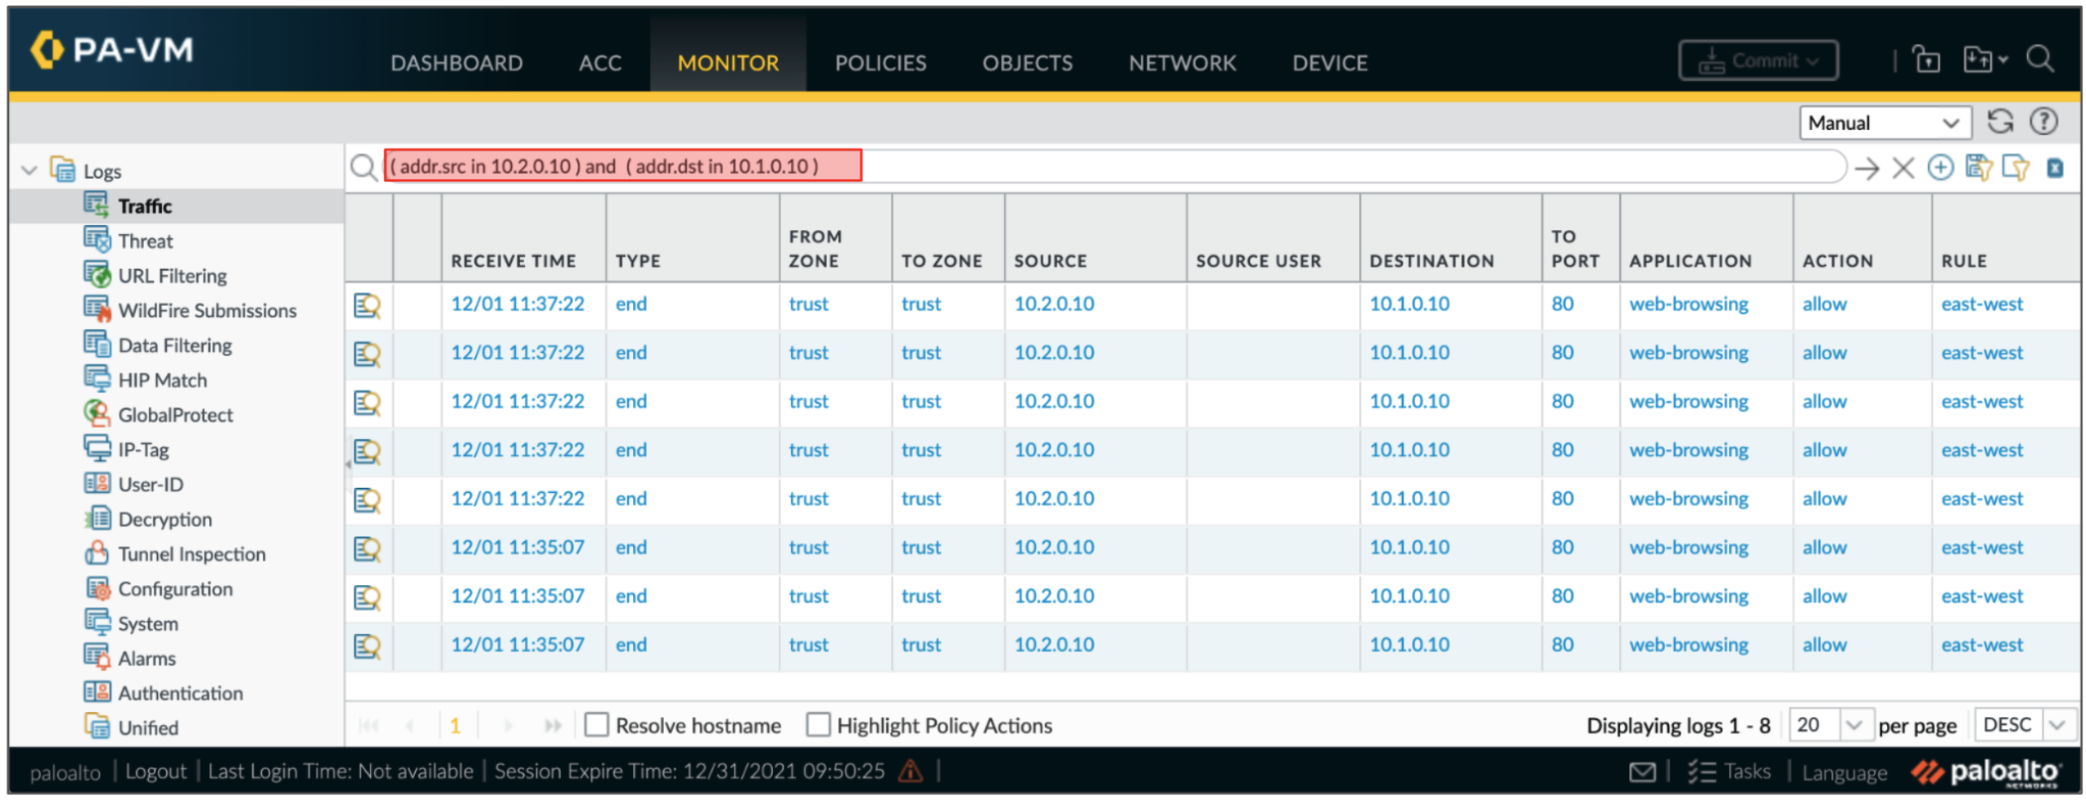 PA-VM
DASHBOARD ACC MONITOR POLICIES OBJECTS NETWORK DEVICE Commit
Manual
Logs
Traffic
Threat
URL Filtering
WildFire Submissions
Data Filtering
HIP Match
GlobalProtect
IP-Tag
User-ID
Decryption
Tunnel Inspection
Configuration
System
Alarms
Authentication
Unified
( addr.src in 10.2.0.10 ) and ( addr.dst in 10.1.0.10 )
RECEIVE TIME TYPE FROM ZONE TO ZONE SOURCE SOURCE USER DESTINATION TO PORT APPLICATION ACTION RULE
12/01 11:37:22 end trust trust 10.2.0.10 10.1.0.10 80 web-browsing allow east-west
12/01 11:37:22 end trust trust 10.2.0.10 10.1.0.10 80 web-browsing allow east-west
12/01 11:37:22 end trust trust 10.2.0.10 10.1.0.10 80 web-browsing allow east-west
12/01 11:37:22 end trust trust 10.2.0.10 10.1.0.10 80 web-browsing allow east-west
12/01 11:37:22 end trust trust 10.2.0.10 10.1.0.10 80 web-browsing allow east-west
12/01 11:35:07 end trust trust 10.2.0.10 10.1.0.10 80 web-browsing allow east-west
12/01 11:35:07 end trust trust 10.2.0.10 10.1.0.10 80 web-browsing allow east-west
12/01 11:35:07 end trust trust 10.2.0.10 10.1.0.10 80 web-browsing allow east-west
1 Resolve hostname Highlight Policy Actions Displaying logs 1 - 8 20 per page DESC
paloalto | Logout | Last Login Time: Not available | Session Expire Time: 12/31/2021 09:50:25 | | Tasks | Language paloalto
NETWORKS